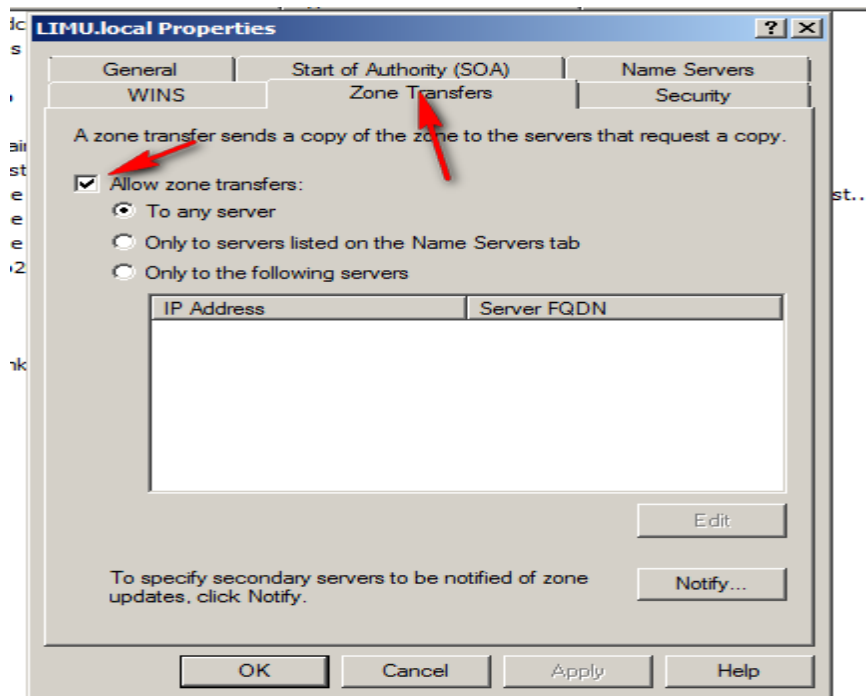 LIMU.local Properties
General
Start of Authority (SOA)
Name Servers
WINS
Zone Transfers
Security
A zone transfer sends a copy of the zone to the servers that request a copy.
Allow zone transfers:
To any server
Only to servers listed on the Name Servers tab
Only to the following servers
IP Address
Server FQDN
Edit
To specify secondary servers to be notified of zone
updates, click Notify.
Notify...
OK
Cancel
Apply
Help
st...